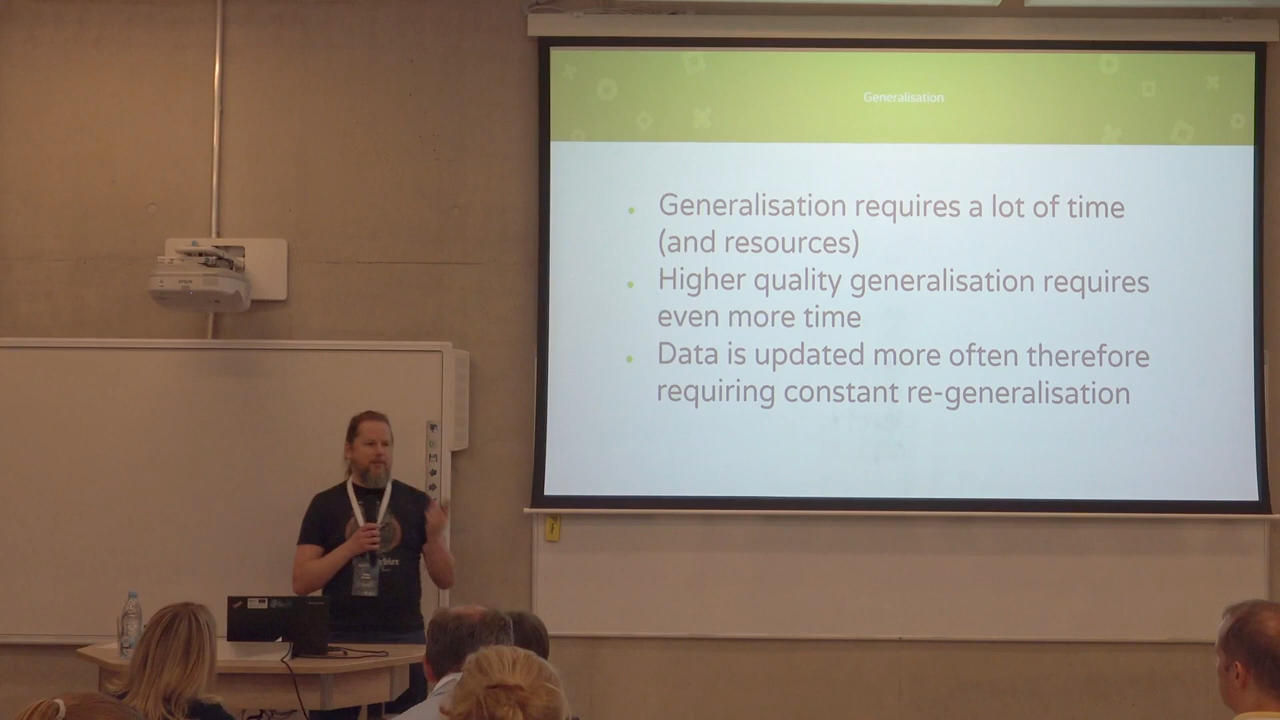 Generalisation
Generalisation requires a lot of time
(and resources)
Higher quality generalisation requires
even more time
Data is updated more often therefore
requiring constant re-generalisation
EPSON